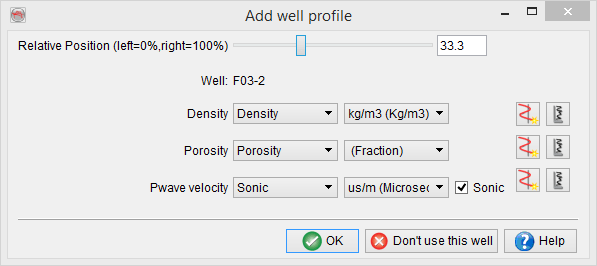 Add well profile
Relative Position (left=0%,right=100%) 33.3
Well: F03-2
Density Density kg/m3 (Kg/m3)
Porosity Porosity (Fraction)
Pwave velocity Sonic us/m (Microsec Sonic
OK Don't use this well Help